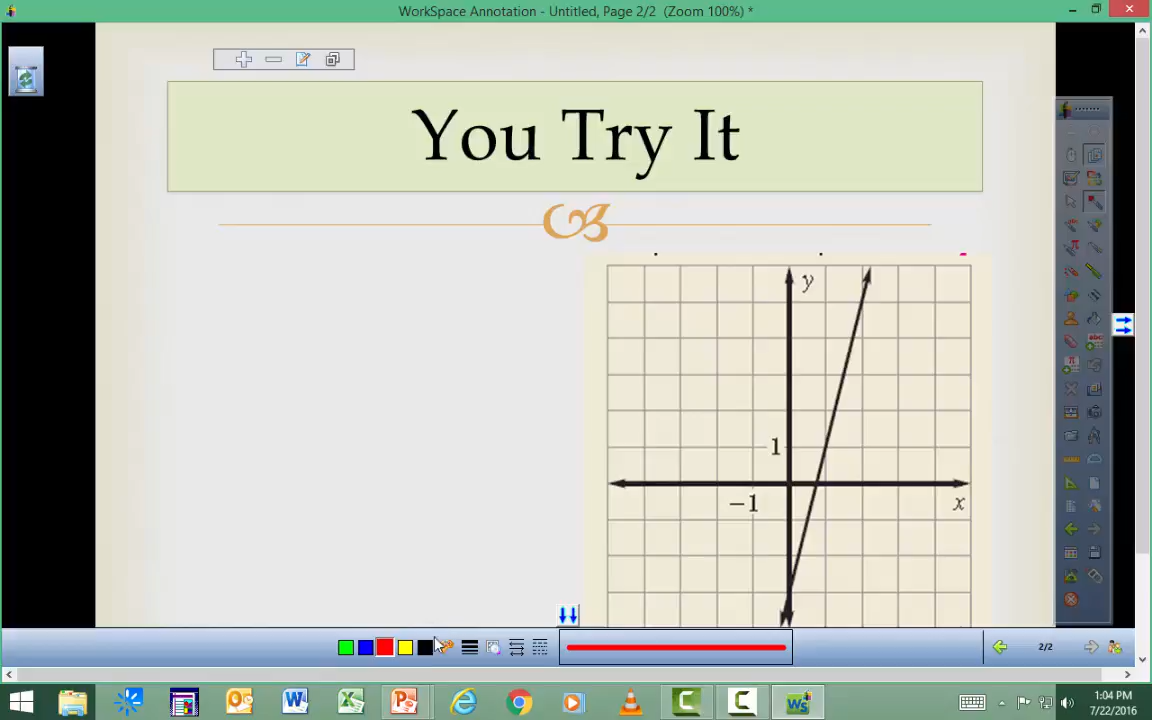 WorkSpace Annotation - Untitled, Page 2/2 (Zoom 100%) *
You Try It
y
1
−1
x
2/2
1:04 PM
7/22/2016